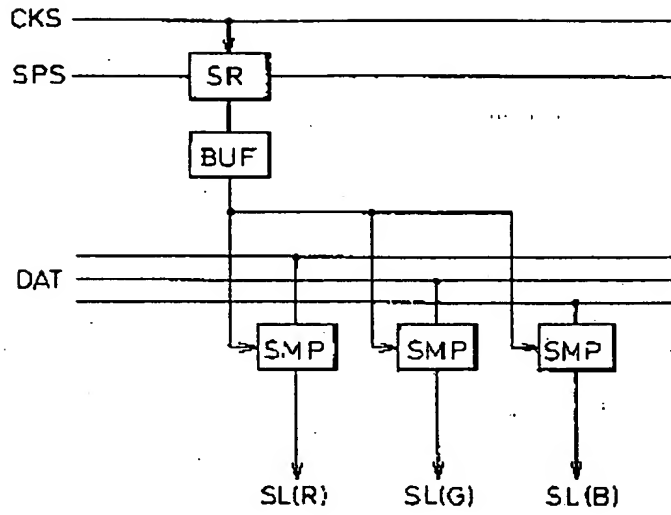 CKS
SPS
SR
BUF
DAT
SMP SMP SMP
SL(R) SL(G) SL(B)